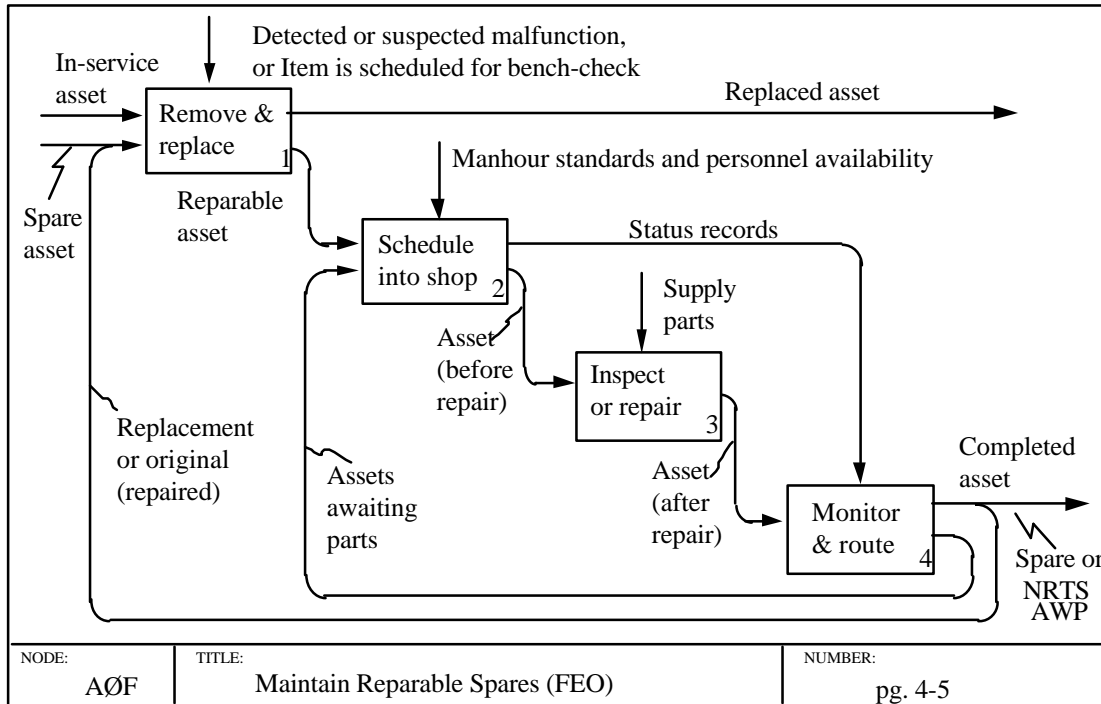 Detected or suspected malfunction,
or Item is scheduled for bench-check
In-service
asset
Remove &
replace
1
Replaced asset
Spare
asset
Reparable
asset
Manhour standards and personnel availability
Schedule
into shop
2
Status records
Asset
(before
repair)
Supply
parts
Inspect
or repair
3
Replacement
or original
(repaired)
Assets
awaiting
parts
Asset
(after
repair)
Monitor
& route
4
Completed
asset
Spare or
NRTS
AWP
NODE:
AØF
TITLE:
Maintain Reparable Spares (FEO)
NUMBER:
pg. 4-5